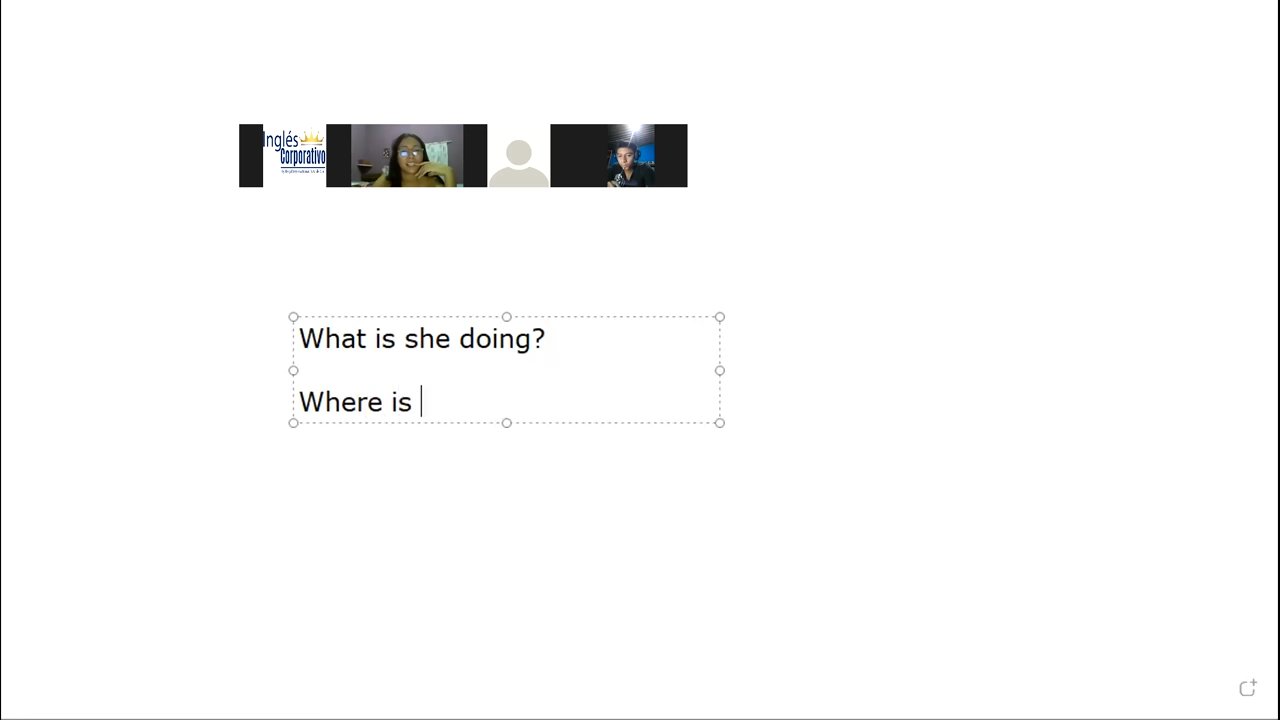 Inglés
Corporativo
What is she doing?
Where is